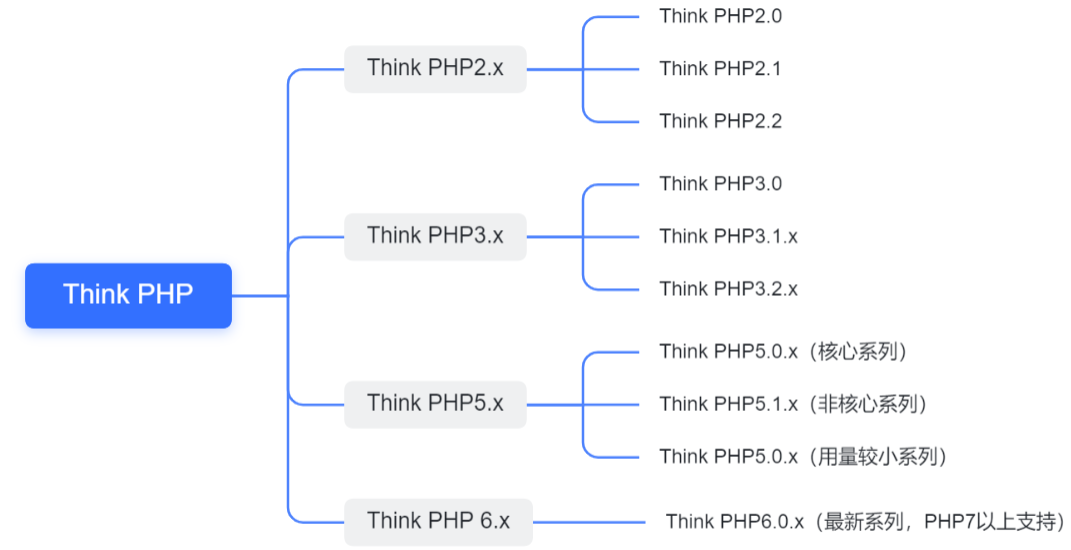 Think PHP
Think PHP2.x
Think PHP2.0
Think PHP2.1
Think PHP2.2
Think PHP3.x
Think PHP3.0
Think PHP3.1.x
Think PHP3.2.x
Think PHP5.x
Think PHP5.0.x（核心系列）
Think PHP5.1.x（非核心系列）
Think PHP5.0.x（用量较小系列）
Think PHP 6.x
Think PHP6.0.x（最新系列，PHP7以上支持）